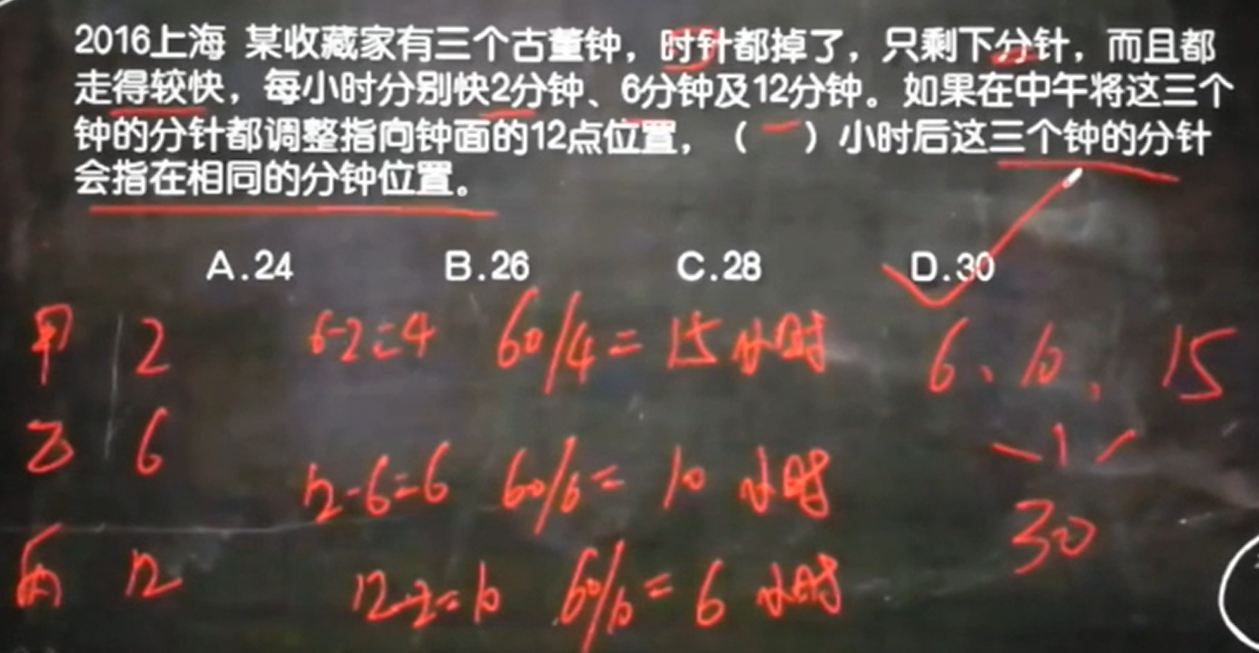 2016上海 某收藏家有三个古董钟，时针都掉了，只剩下分针，而且都
走得较快，每小时分别快2分钟、6分钟及12分钟。如果在中午将这三个
钟的分针都调整指向钟面的12点位置，（ ）小时后这三个钟的分针
会指在相同的分钟位置。
A.24 B.26 C.28 D.30
甲 2 6-2=4 60/4=15小时 6、10、15
乙 6 12-6=6 60/6=10小时
30
丙 12 12-2=10 60/10=6小时